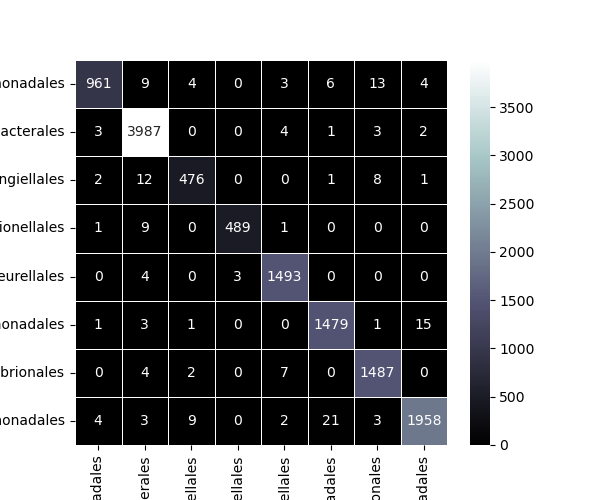 onadales 961 9 4 0 3 6 13 4
acterales 3 3987 0 0 4 1 3 2
ngiellales 2 12 476 0 0 1 8 1
ionellales 1 9 0 489 1 0 0 0
eurellales 0 4 0 3 1493 0 0 0
onadales 1 3 1 0 0 1479 1 15
brionales 0 4 2 0 7 0 1487 0
onadales 4 3 9 0 2 21 3 1958
adales
erales
ellales
ellales
ellales
adales
onales
adales
3500
3000
2500
2000
1500
1000
500
0